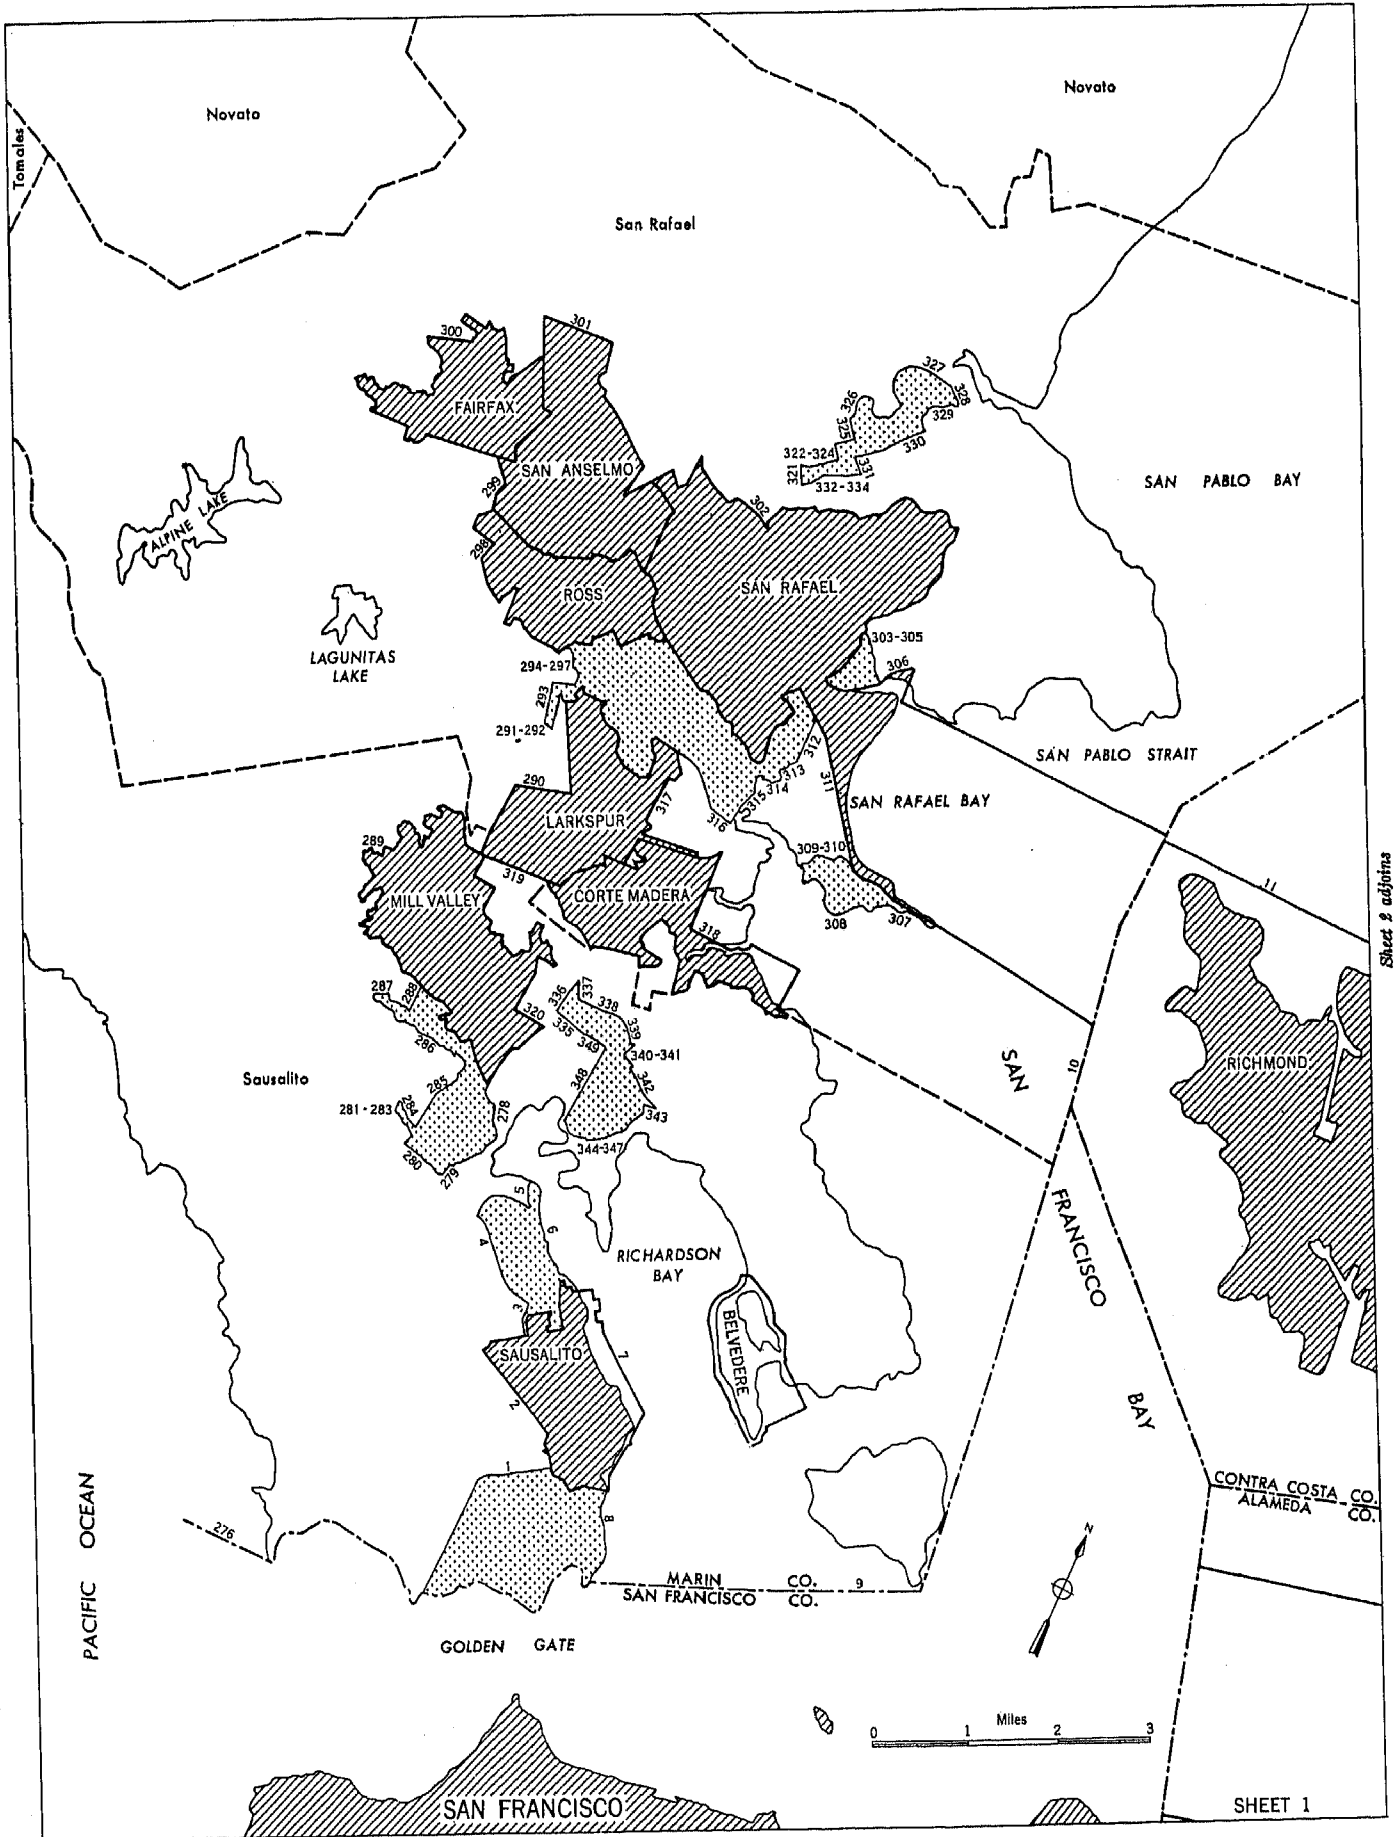 Novato
Novato
Tomales
San Rafael
301
300
327
328
326
FAIRFAX
329
325
330
322-324
331
321
SAN ANSELMO
332-334
SAN PABLO BAY
299
302
ALPINE LAKE
298
ROSS
SAN RAFAEL
303-305
LAGUNITAS
LAKE
294-297
306
293
291-292
312
SAN PABLO STRAIT
313
290
311
314
317
315
SAN RAFAEL BAY
316
LARKSPUR
289
309-310
319
11
MILL VALLEY
CORTE MADERA
308
307
318
Sheet 2 adjoins
287
288
337
336
338
320
335
339
286
349
340-341
SAN
10
RICHMOND
Sausalito
348
285
342
281-283
284
278
343
344-347
280
279
5
FRANCISCO
6
4
RICHARDSON
BAY
3
BELVEDERE
SAUSALITO
7
2
BAY
1
PACIFIC OCEAN
CONTRA COSTA CO.
ALAMEDA CO.
8
276
N
MARIN CO.
9
SAN FRANCISCO CO.
GOLDEN GATE
Miles
0 1 2 3
SAN FRANCISCO
SHEET 1